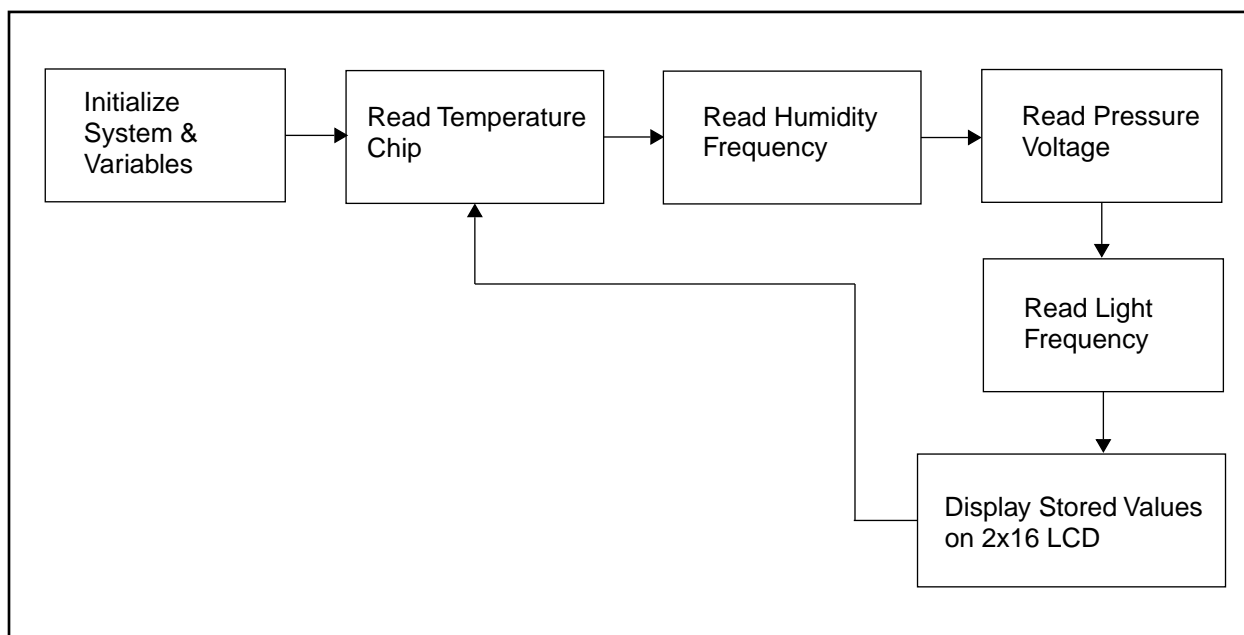 Initialize
System &
Variables
Read Temperature
Chip
Read Humidity
Frequency
Read Pressure
Voltage
Read Light
Frequency
Display Stored Values
on 2x16 LCD